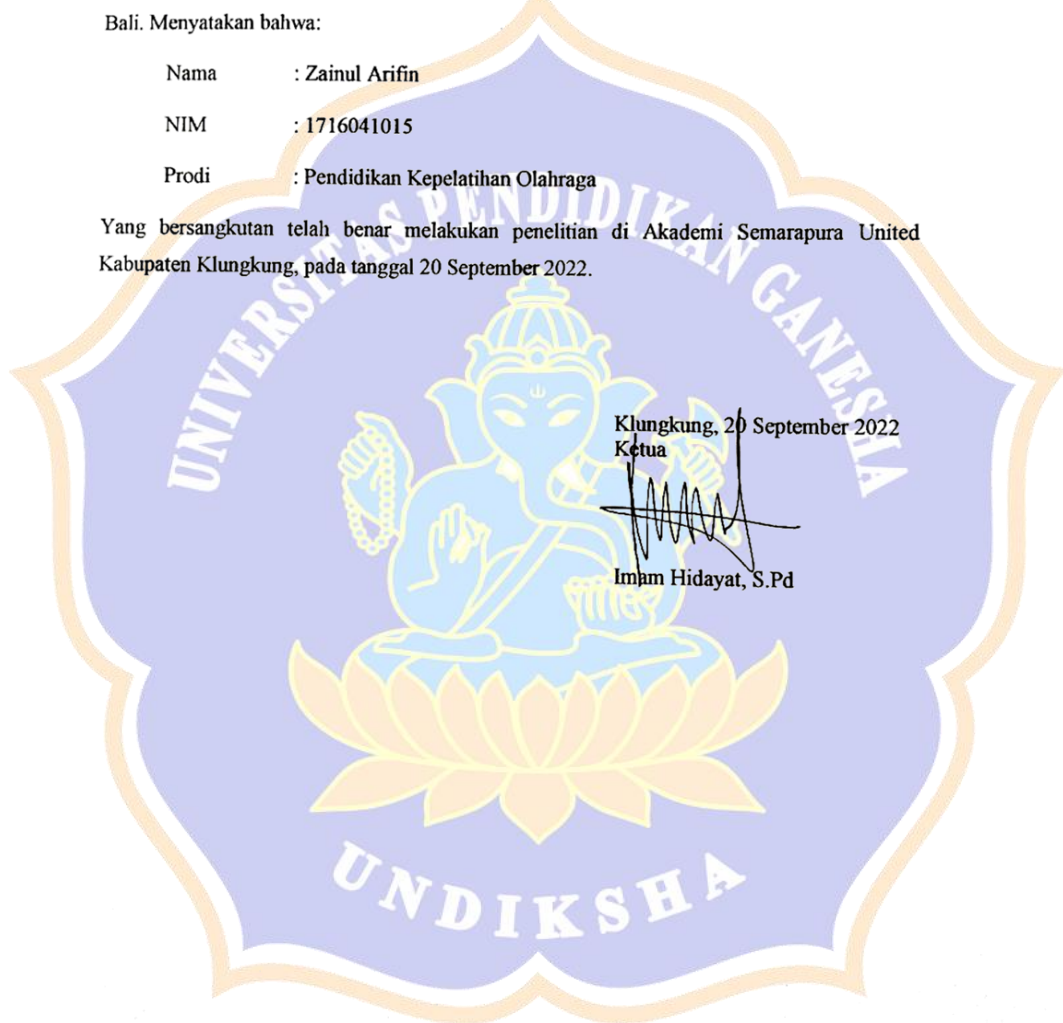 Bali. Menyatakan bahwa:
Nama : Zainul Arifin
NIM : 1716041015
Prodi : Pendidikan Kepelatihan Olahraga
Yang bersangkutan telah benar melakukan penelitian di Akademi Semarapura United
Kabupaten Klungkung, pada tanggal 20 September 2022.
Klungkung, 20 September 2022
Ketua
Imam Hidayat, S.Pd
UNIVERSITAS PENDIDIKAN GANESHA
UNDIKSHA